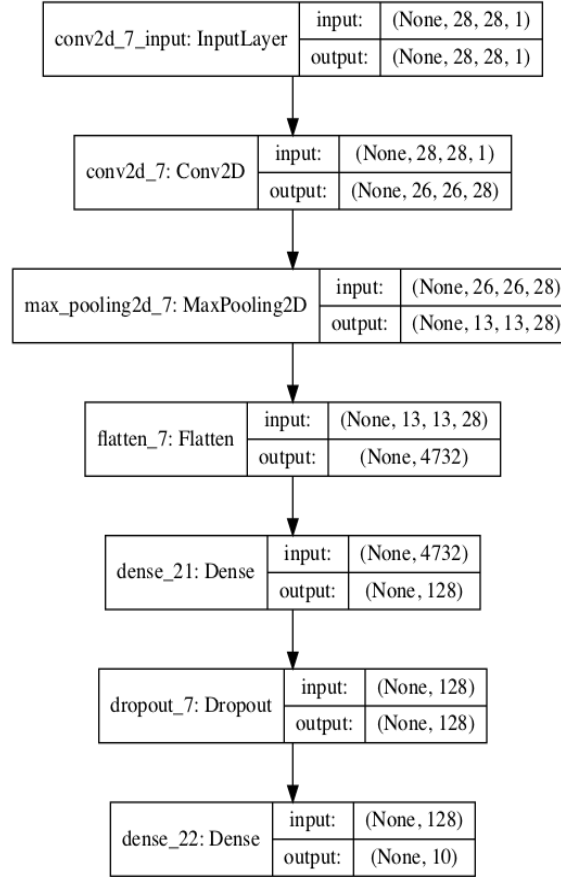 conv2d_7_input: InputLayer
input:
(None, 28, 28, 1)
output:
(None, 28, 28, 1)
conv2d_7: Conv2D
input:
(None, 28, 28, 1)
output:
(None, 26, 26, 28)
max_pooling2d_7: MaxPooling2D
input:
(None, 26, 26, 28)
output:
(None, 13, 13, 28)
flatten_7: Flatten
input:
(None, 13, 13, 28)
output:
(None, 4732)
dense_21: Dense
input:
(None, 4732)
output:
(None, 128)
dropout_7: Dropout
input:
(None, 128)
output:
(None, 128)
dense_22: Dense
input:
(None, 128)
output:
(None, 10)